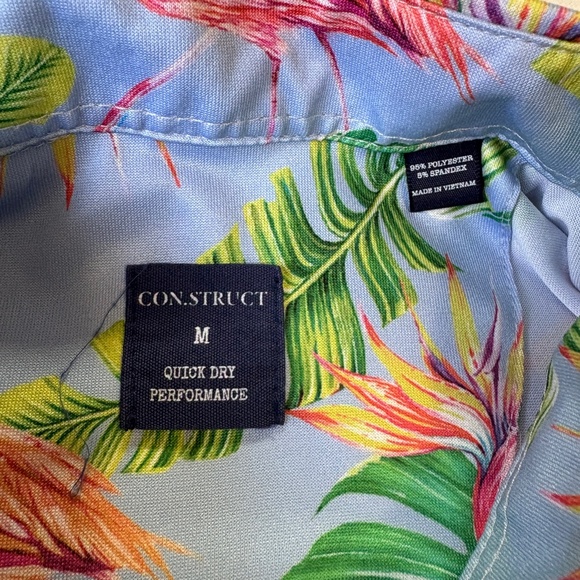 95% POLYESTER
5% SPANDEX
MADE IN VIETNAM
CON.STRUCT
M
QUICK DRY
PERFORMANCE